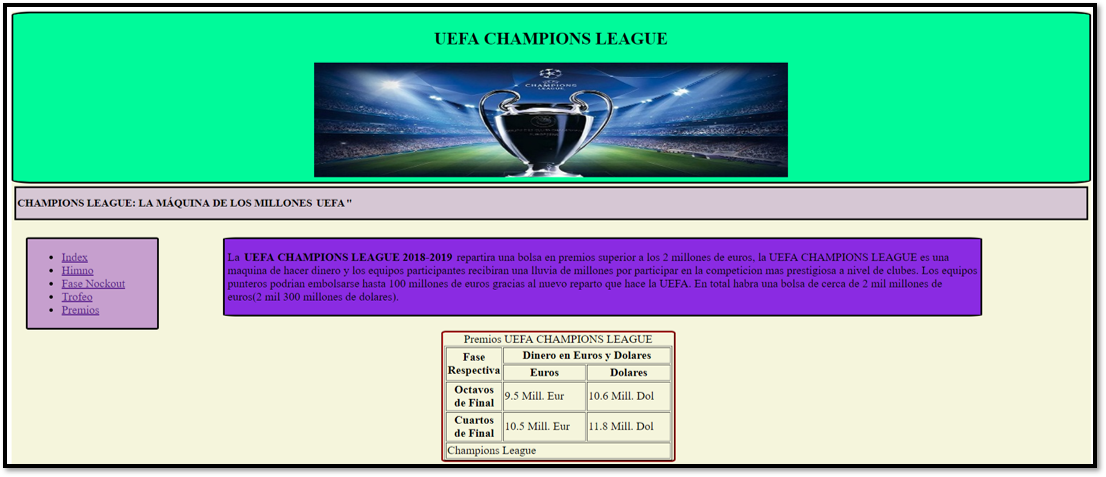 UEFA CHAMPIONS LEAGUE
CHAMPIONS
LEAGUE
CHAMPIONS LEAGUE: LA MÁQUINA DE LOS MILLONES UEFA"
Index
Himno
Fase Nockout
Trofeo
Premios
La UEFA CHAMPIONS LEAGUE 2018-2019 repartira una bolsa en premios superior a los 2 millones de euros, la UEFA CHAMPIONS LEAGUE es una
maquina de hacer dinero y los equipos participantes recibiran una lluvia de millones por participar en la competicion mas prestigiosa a nivel de clubes. Los equipos
punteros podrian embolsarse hasta 100 millones de euros gracias al nuevo reparto que hace la UEFA. En total habra una bolsa de cerca de 2 mil millones de
euros(2 mil 300 millones de dolares).
Premios UEFA CHAMPIONS LEAGUE
Fase Respectiva Dinero en Euros y Dolares
Euros Dolares
Octavos de Final 9.5 Mill. Eur 10.6 Mill. Dol
Cuartos de Final 10.5 Mill. Eur 11.8 Mill. Dol
Champions League